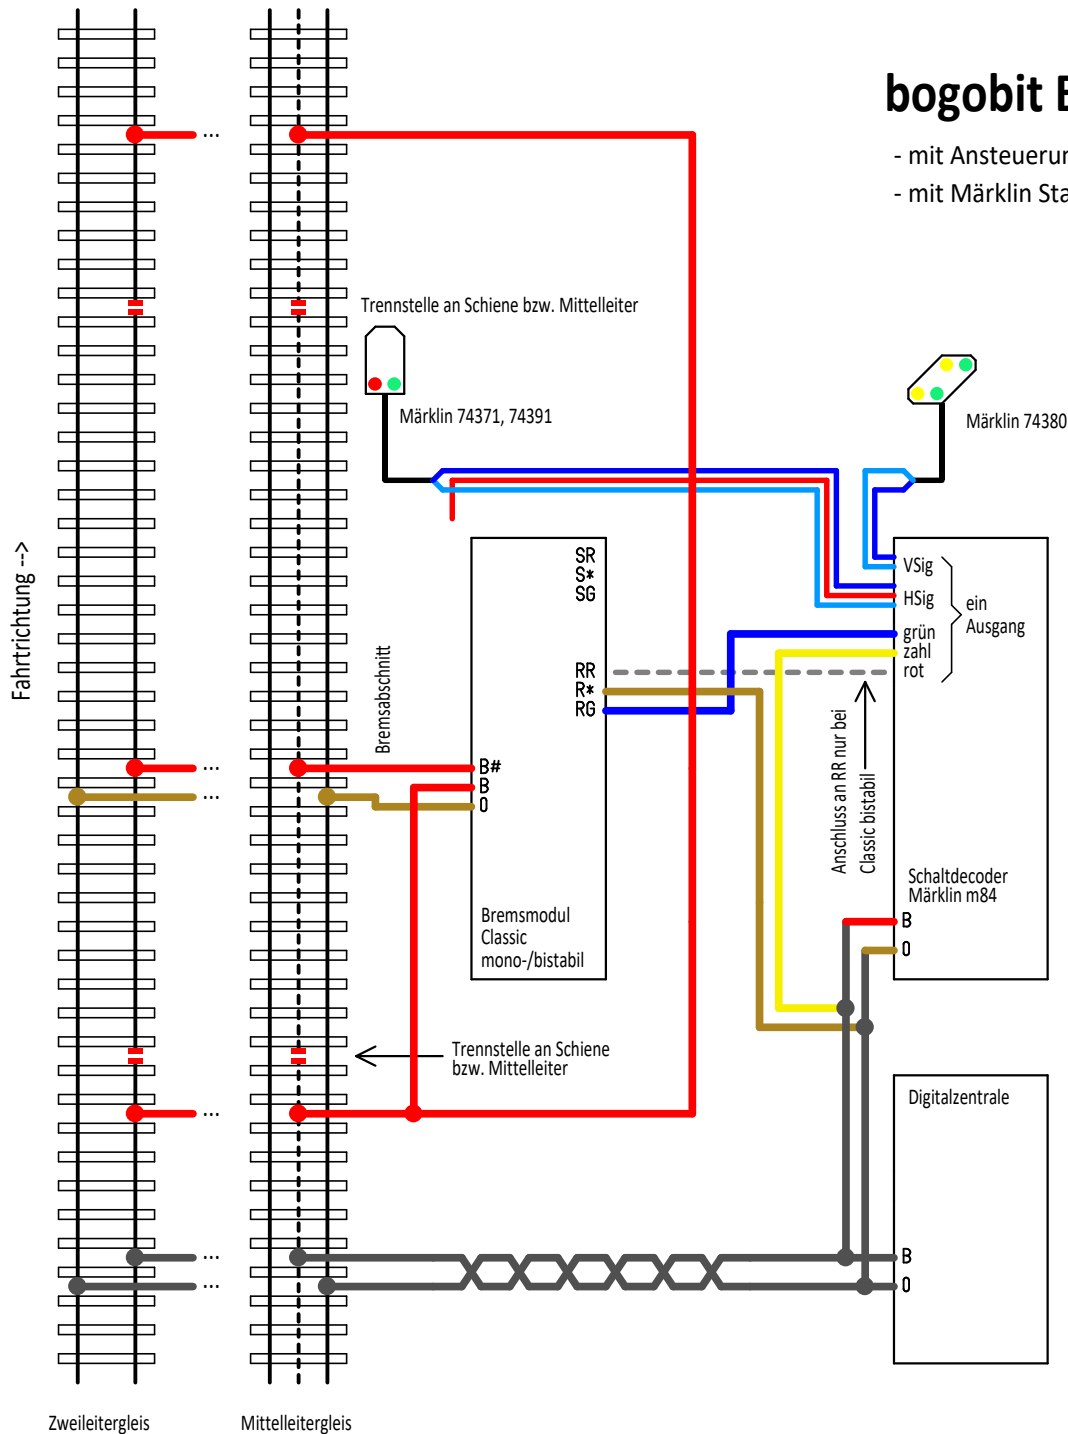 bogobit B
- mit Ansteuerun
- mit Märklin Sta
...
...
Trennstelle an Schiene bzw. Mittelleiter
Märklin 74371, 74391
Märklin 74380
Fahrtrichtung -->
SR
S*
SG
RR
R*
RG
VSig
HSig
grün
zahl
rot
ein
Ausgang
Bremsabschnitt
B#
B
0
...
...
Anschluss an RR nur bei
Classic bistabil
Bremsmodul
Classic
mono-/bistabil
Schaltdecoder
Märklin m84
B
0
Trennstelle an Schiene
bzw. Mittelleiter
Digitalzentrale
...
...
B
0
Zweileitergleis
Mittelleitergleis